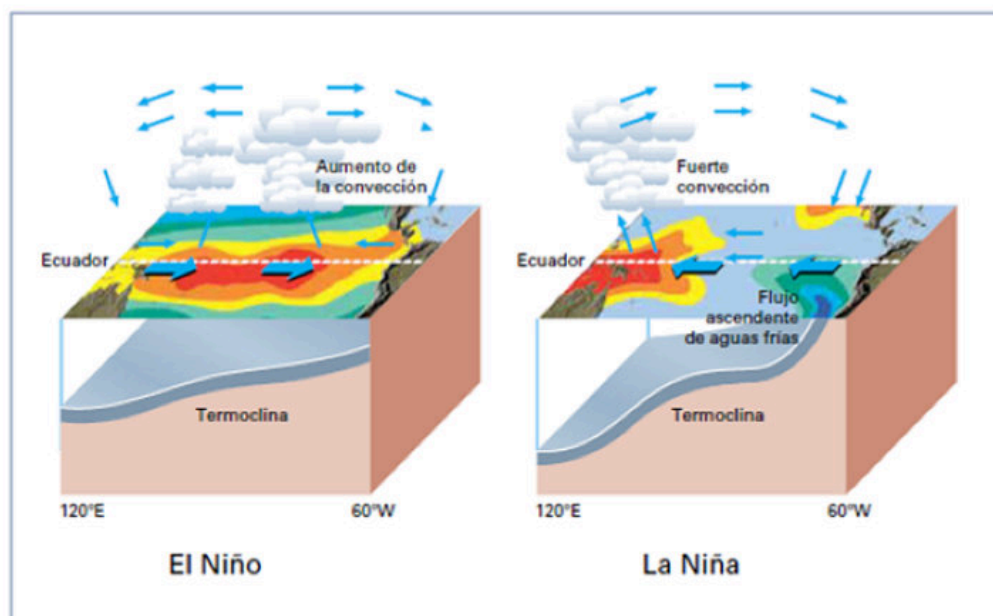 Aumento de
la convección
Ecuador
Termoclina
120°E
60°W
El Niño
Fuerte
convección
Ecuador
Flujo
ascendente
de aguas frías
Termoclina
120°E
60°W
La Niña